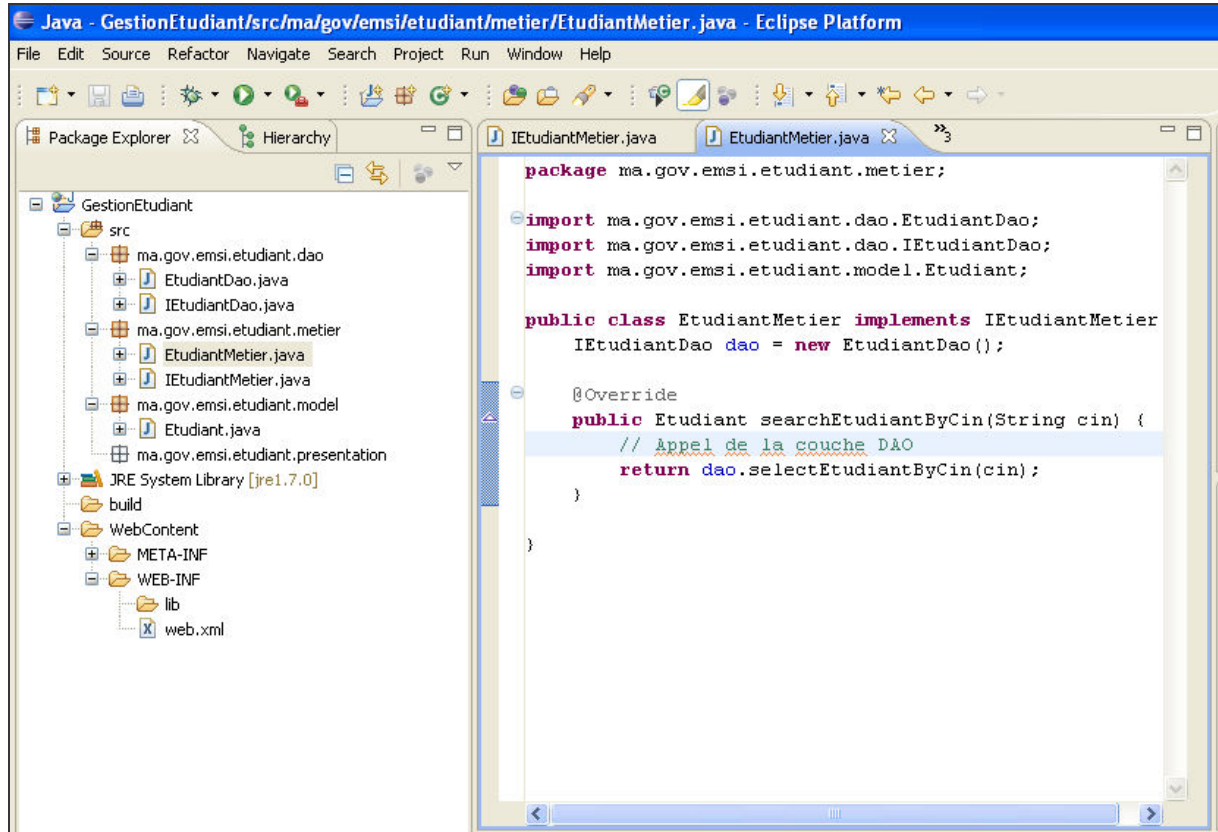 Java - GestionEtudiant/src/ma/gov/emsi/etudiant/metier/EtudiantMetier.java - Eclipse Platform
File Edit Source Refactor Navigate Search Project Run Window Help
Package Explorer Hierarchy
GestionEtudiant
src
ma.gov.emsi.etudiant.dao
EtudiantDao.java
IEtudiantDao.java
ma.gov.emsi.etudiant.metier
EtudiantMetier.java
IEtudiantMetier.java
ma.gov.emsi.etudiant.model
Etudiant.java
ma.gov.emsi.etudiant.presentation
JRE System Library [jre1.7.0]
build
WebContent
META-INF
WEB-INF
lib
web.xml
IEtudiantMetier.java EtudiantMetier.java »3
package ma.gov.emsi.etudiant.metier;
import ma.gov.emsi.etudiant.dao.EtudiantDao;
import ma.gov.emsi.etudiant.dao.IEtudiantDao;
import ma.gov.emsi.etudiant.model.Etudiant;
public class EtudiantMetier implements IEtudiantMetier
IEtudiantDao dao = new EtudiantDao();
@Override
public Etudiant searchEtudiantByCin(String cin) {
// Appel de la couche DAO
return dao.selectEtudiantByCin(cin);
}
}